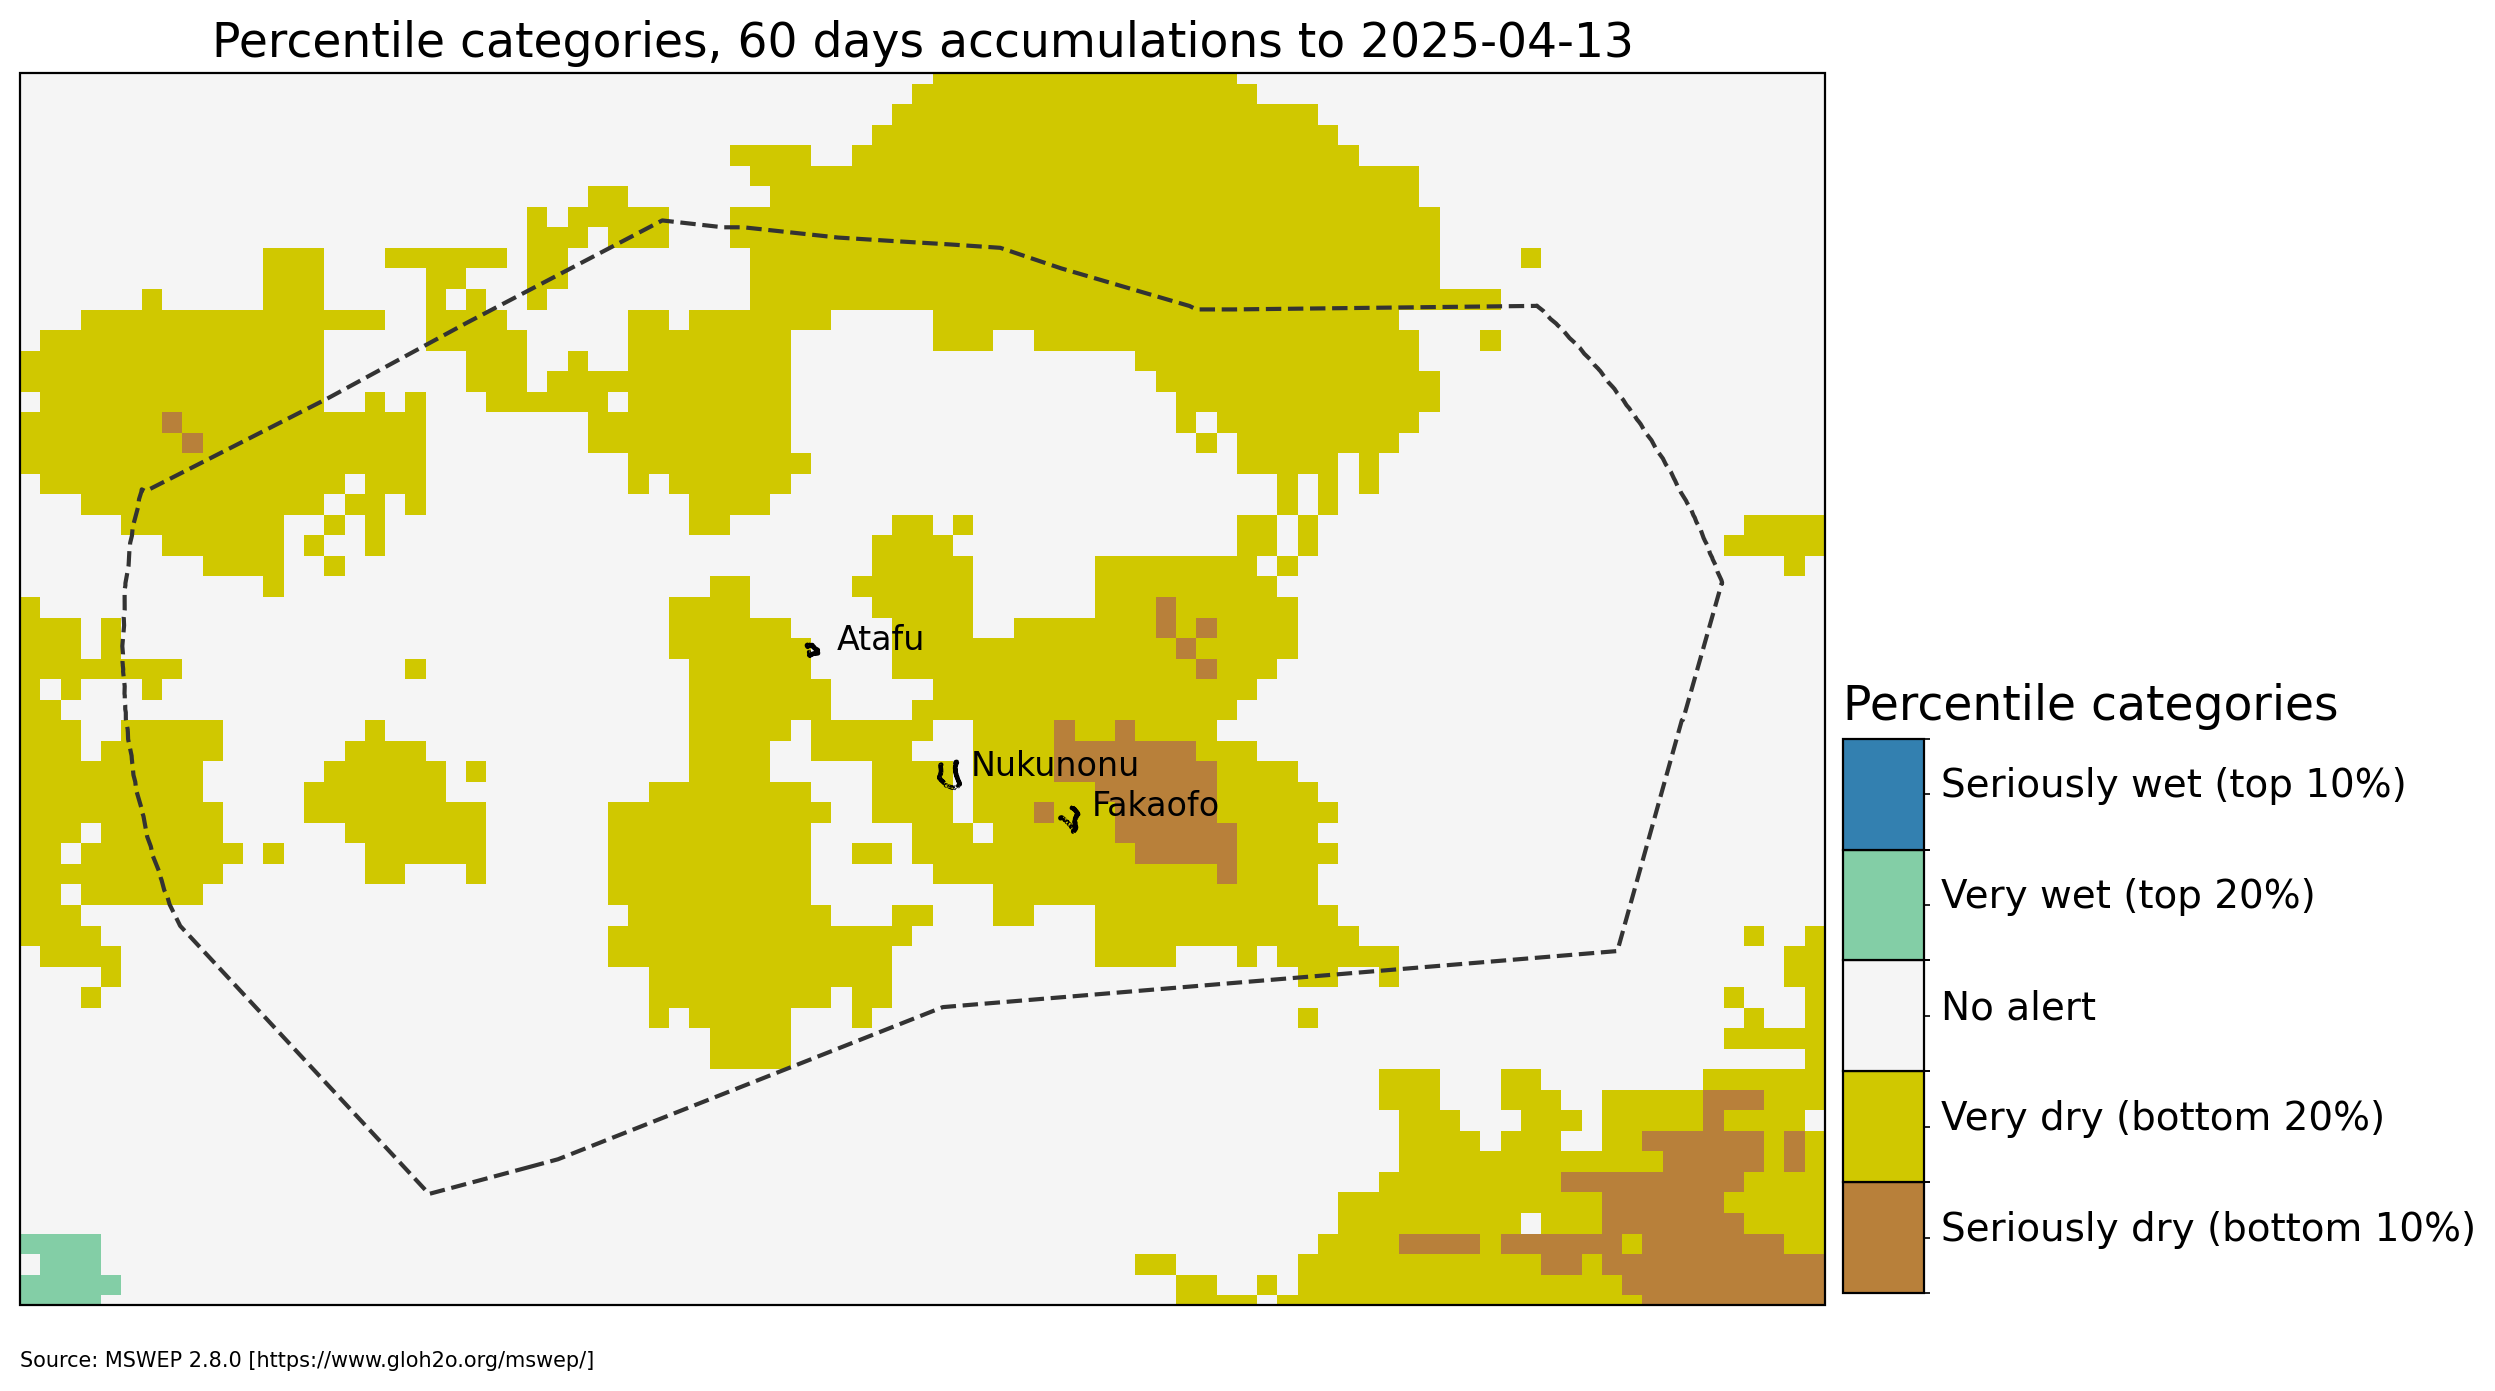 Percentile categories, 60 days accumulations to 2025-04-13
Atafu
Nukunonu
Fakaofo
Percentile categories
Seriously wet (top 10%)
Very wet (top 20%)
No alert
Very dry (bottom 20%)
Seriously dry (bottom 10%)
Source: MSWEP 2.8.0 [https://www.gloh2o.org/mswep/]